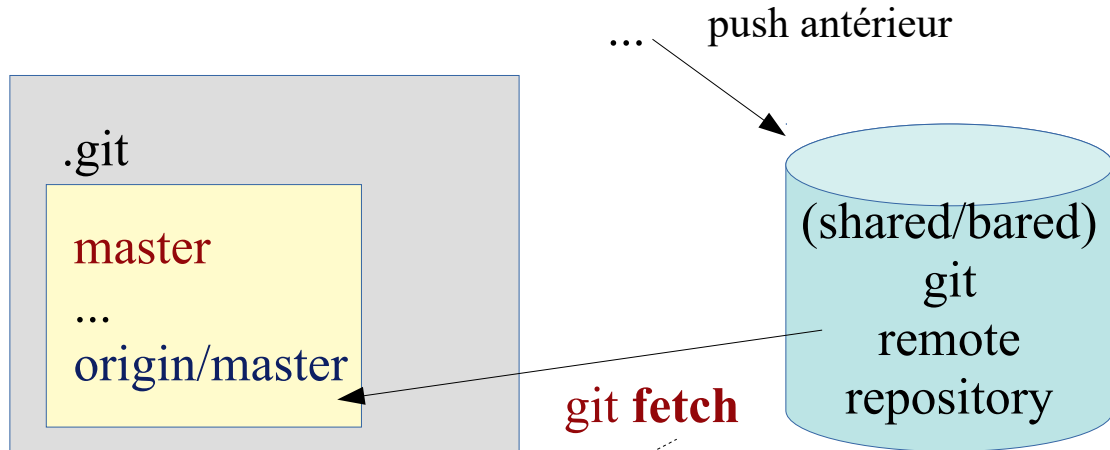 ... push antérieur
.git
master
...
origin/master
(shared/bared)
git
remote
repository
git fetch